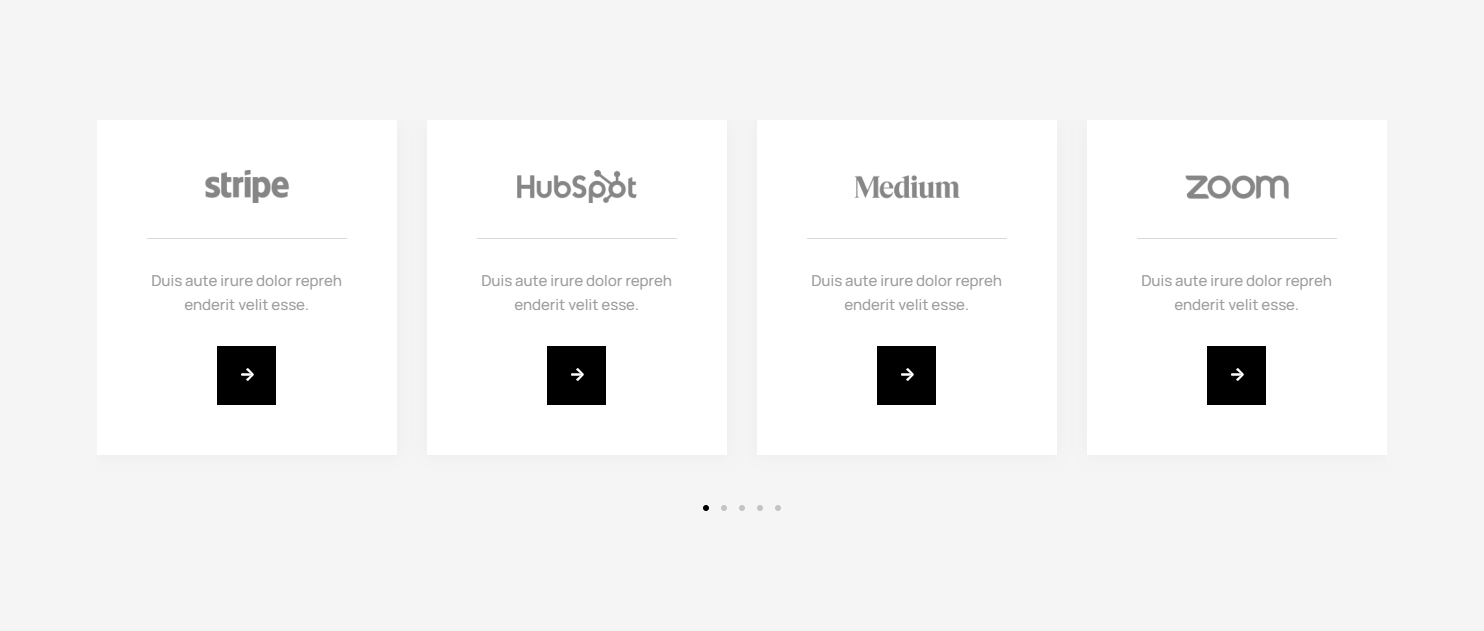 stripe
HubSpot
Medium
zoom
Duis aute irure dolor repreh
enderit velit esse.
Duis aute irure dolor repreh
enderit velit esse.
Duis aute irure dolor repreh
enderit velit esse.
Duis aute irure dolor repreh
enderit velit esse.